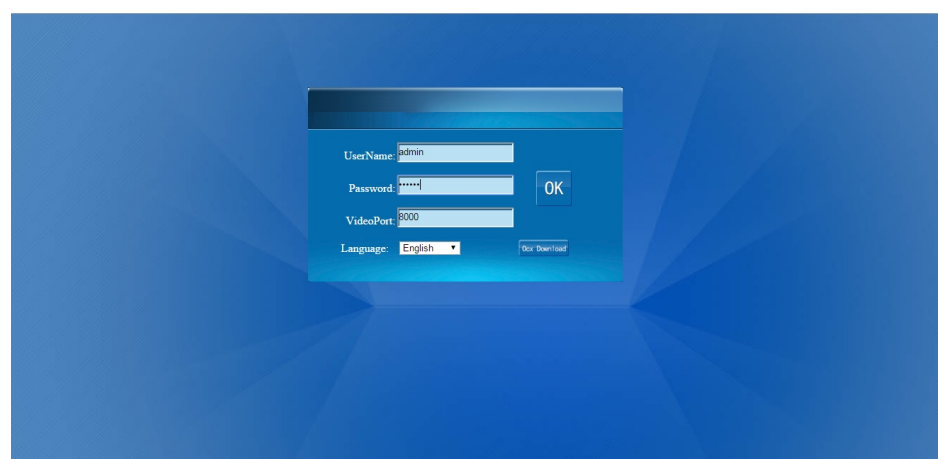 UserName: admin
Password: ••••••
OK
VideoPort: 8000
Language: English
Ocx Download